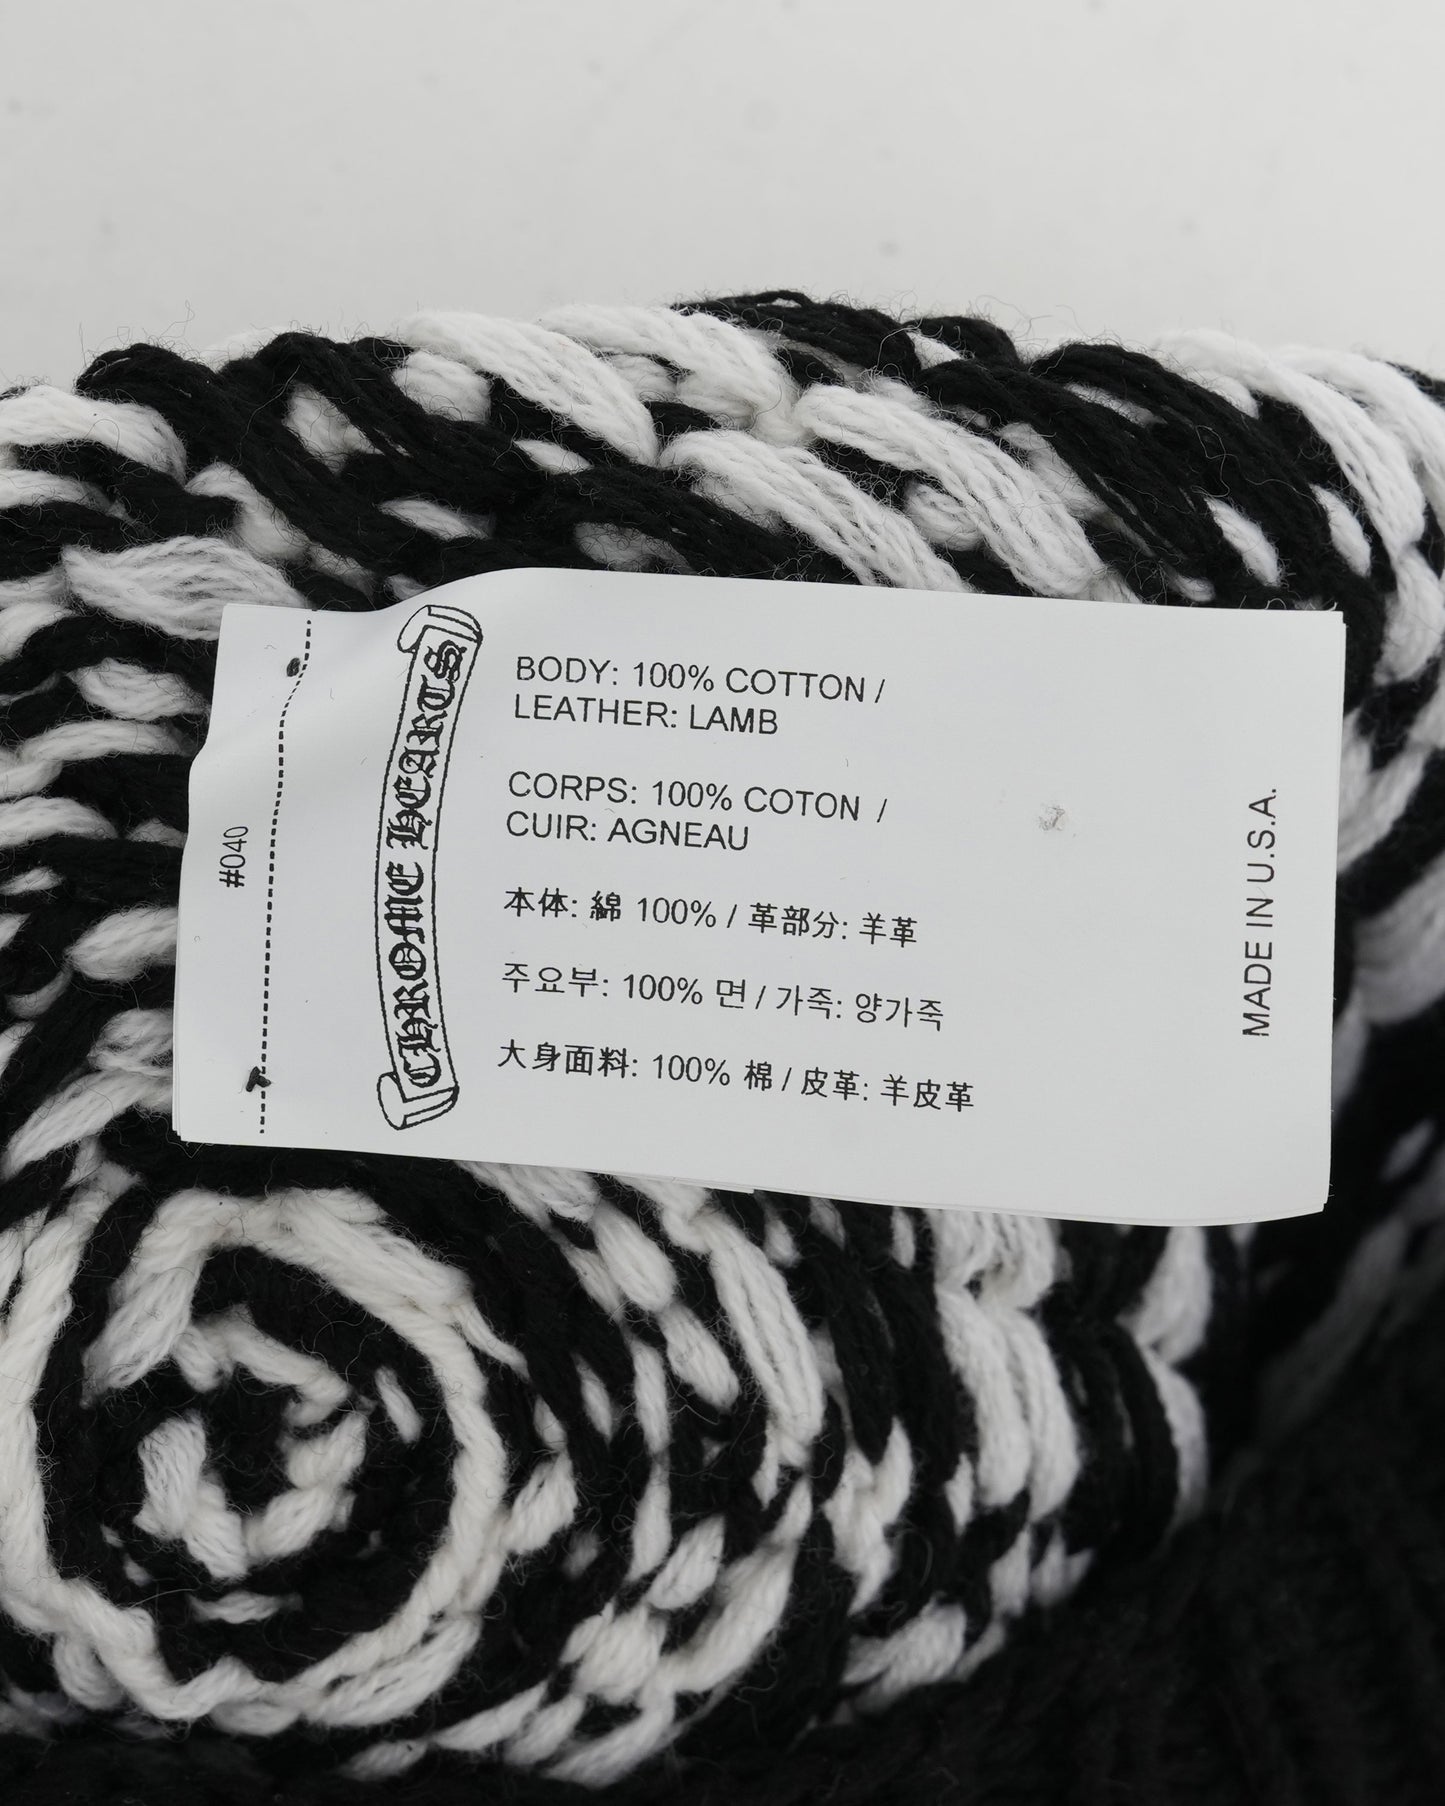 #040
CHROME HEARTS
BODY: 100% COTTON /
LEATHER: LAMB
CORPS: 100% COTON /
CUIR: AGNEAU
本体: 綿 100% / 革部分: 羊革
주요부: 100% 면 / 가죽: 양가죽
大身面料: 100% 棉 / 皮革: 羊皮革
MADE IN U.S.A.